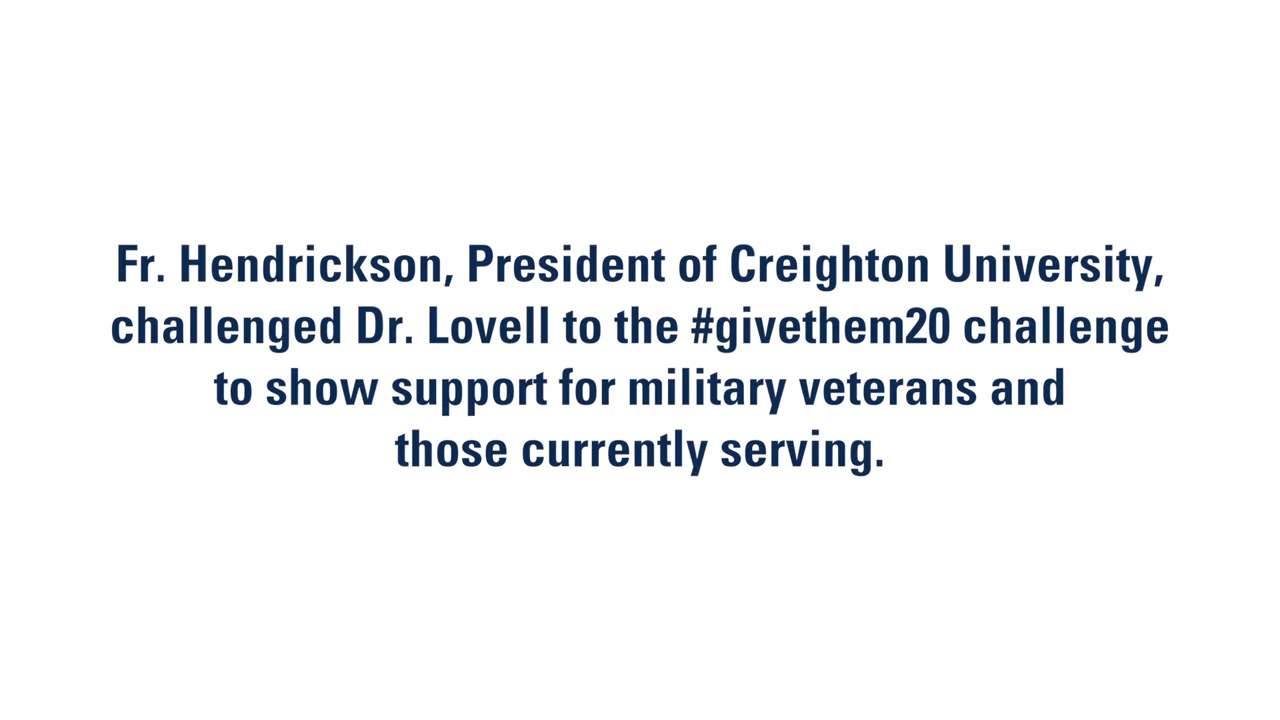 Fr. Hendrickson, President of Creighton University,
challenged Dr. Lovell to the #givethem20 challenge
to show support for military veterans and
those currently serving.